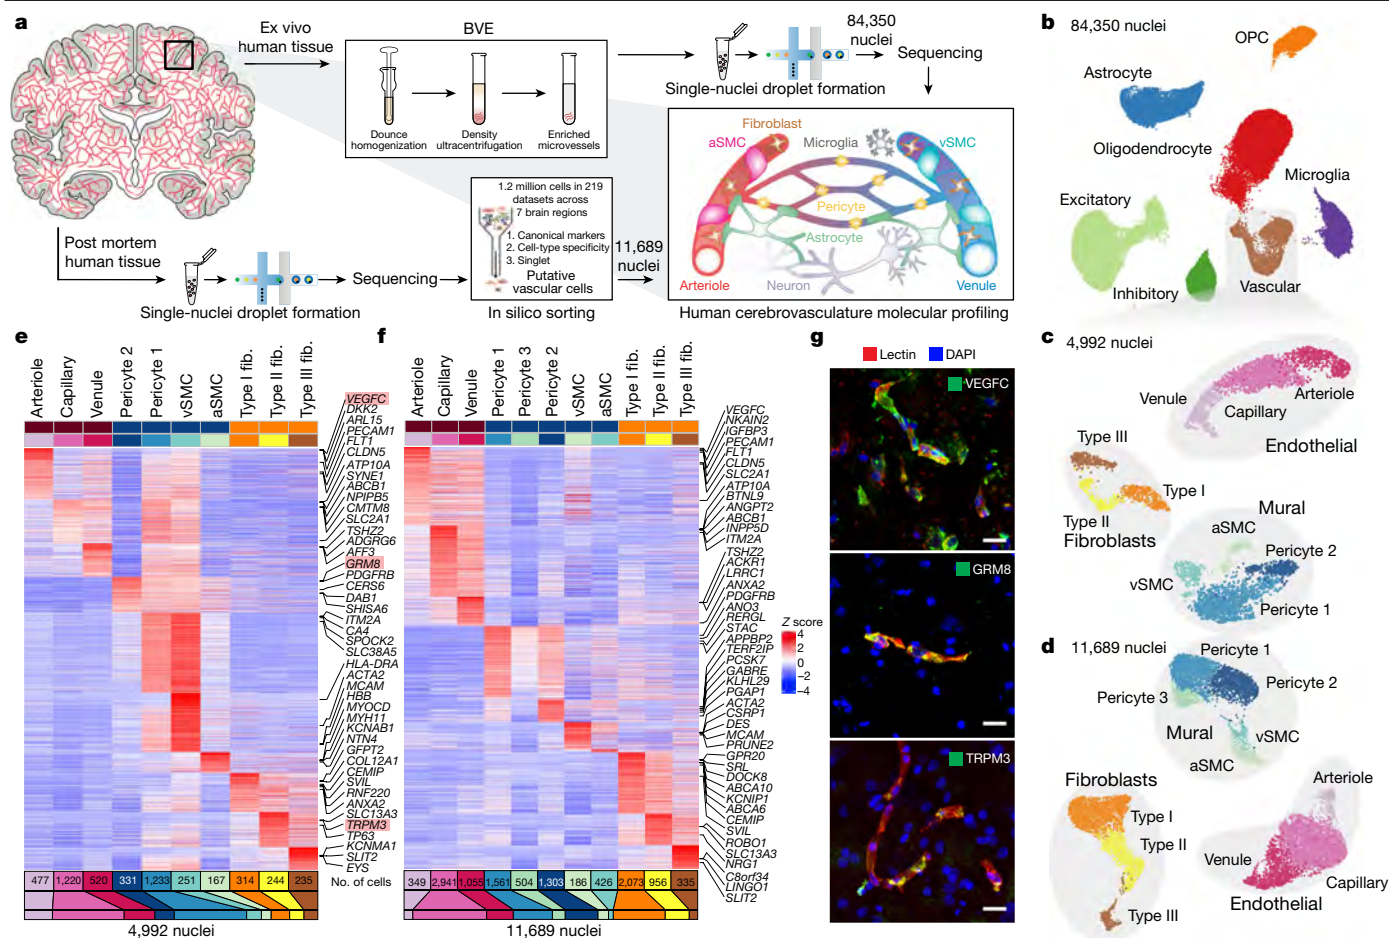 a
Ex vivo
human tissue
BVE
Dounce
homogenization
Density
ultracentrifugation
Enriched
microvessels
84,350
nuclei
Single-nuclei droplet formation
Sequencing
Post mortem
human tissue
Single-nuclei droplet formation
Sequencing
1.2 million cells in 219
datasets across
7 brain regions
1. Canonical markers
2. Cell-type specificity
3. Singlet
Putative
vascular cells
In silico sorting
11,689
nuclei
Fibroblast
aSMC
Microglia
vSMC
Pericyte
Astrocyte
Arteriole
Neuron
Venule
Human cerebrovasculature molecular profiling
b
84,350 nuclei
OPC
Astrocyte
Oligodendrocyte
Microglia
Excitatory
Inhibitory
Vascular
c
4,992 nuclei
Arteriole
Venule
Capillary
Endothelial
Type III
Type I
Type II
Fibroblasts
Mural
aSMC
Pericyte 2
vSMC
Pericyte 1
d
11,689 nuclei
Pericyte 1
Pericyte 2
Pericyte 3
Mural
vSMC
aSMC
Fibroblasts
Type I
Type II
Type III
Arteriole
Venule
Capillary
Endothelial
e
Arteriole
Capillary
Venule
Pericyte 2
Pericyte 1
vSMC
aSMC
Type I fib.
Type II fib.
Type III fib.
VEGFC
DKK2
ARL15
PECAM1
FLT1
CLDN5
ATP10A
SYNE1
ABCB1
NPIPB5
CMTM8
SLC2A1
TSHZ2
ADGRG6
AFF3
GRM8
PDGFRB
CERS6
DAB1
SHISA6
ITM2A
CA4
SPOCK2
SLC38A5
HLA-DRA
ACTA2
MCAM
HBB
MYOCD
MYH11
KCNAB1
NTN4
GFPT2
COL12A1
CEMIP
SVIL
RNF220
ANXA2
SLC13A3
TRPM3
TP63
KCNMA1
SLIT2
EYS
No. of cells
477 1,220 520 331 1,233 251 167 314 244 235
4,992 nuclei
f
Arteriole
Capillary
Venule
Pericyte 1
Pericyte 3
Pericyte 2
vSMC
aSMC
Type I fib.
Type II fib.
Type III fib.
VEGFC
NKAIN2
IGFBP3
PECAM1
FLT1
CLDN5
SLC2A1
ATP10A
BTNL9
ANGPT2
ABCB1
INPP5D
ITM2A
TSHZ2
ACKR1
LRRC1
ANXA2
PDGFRB
ANO3
RERGL
STAC
APPBP2
TERF2IP
PCSK7
GABRE
KLHL29
PGAP1
ACTA2
CSRP1
DES
MCAM
PRUNE2
GPR20
SRL
DOCK8
ABCA10
KCNIP1
ABCA6
CEMIP
SVIL
ROBO1
SLC13A3
NRG1
C8orf34
LINGO1
SLIT2
349 2,941 1,055 1,561 504 1,303 186 426 2,073 956 335
11,689 nuclei
Z score
4
2
0
−2
−4
g
Lectin DAPI
VEGFC
GRM8
TRPM3